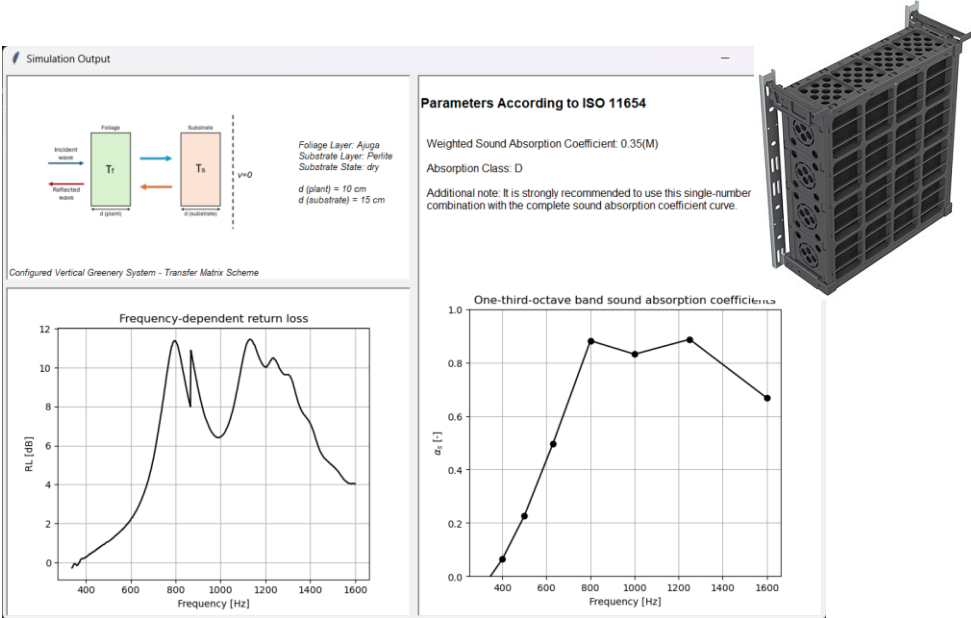 Simulation Output
Foliage
Substrate
Incident
wave
Reflected
wave
T_f
T_s
v=0
d (plant)
d (substrate)
Foliage Layer: Ajuga
Substrate Layer: Perlite
Substrate State: dry
d (plant) = 10 cm
d (substrate) = 15 cm
Configured Vertical Greenery System - Transfer Matrix Scheme
Parameters According to ISO 11654
Weighted Sound Absorption Coefficient: 0.35(M)
Absorption Class: D
Additional note: It is strongly recommended to use this single-number
combination with the complete sound absorption coefficient curve.
Frequency-dependent return loss
RL [dB]
12
10
8
6
4
2
0
400 600 800 1000 1200 1400 1600
Frequency [Hz]
One-third-octave band sound absorption coefficients
α_s [-]
1.0
0.8
0.6
0.4
0.2
0.0
400 600 800 1000 1200 1400 1600
Frequency [Hz]